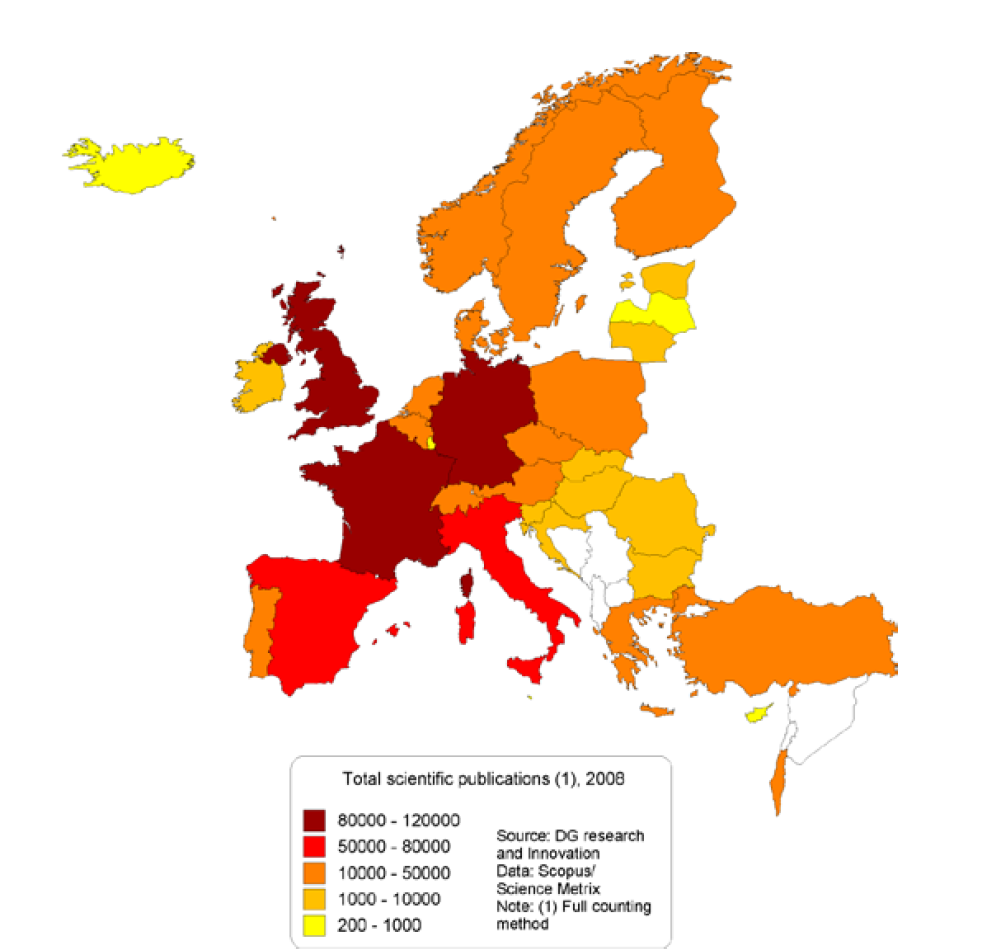 Total scientific publications (1), 2008
80000 - 120000
50000 - 80000
10000 - 50000
1000 - 10000
200 - 1000
Source: DG research
and Innovation
Data: Scopus/
Science Metrix
Note: (1) Full counting
method